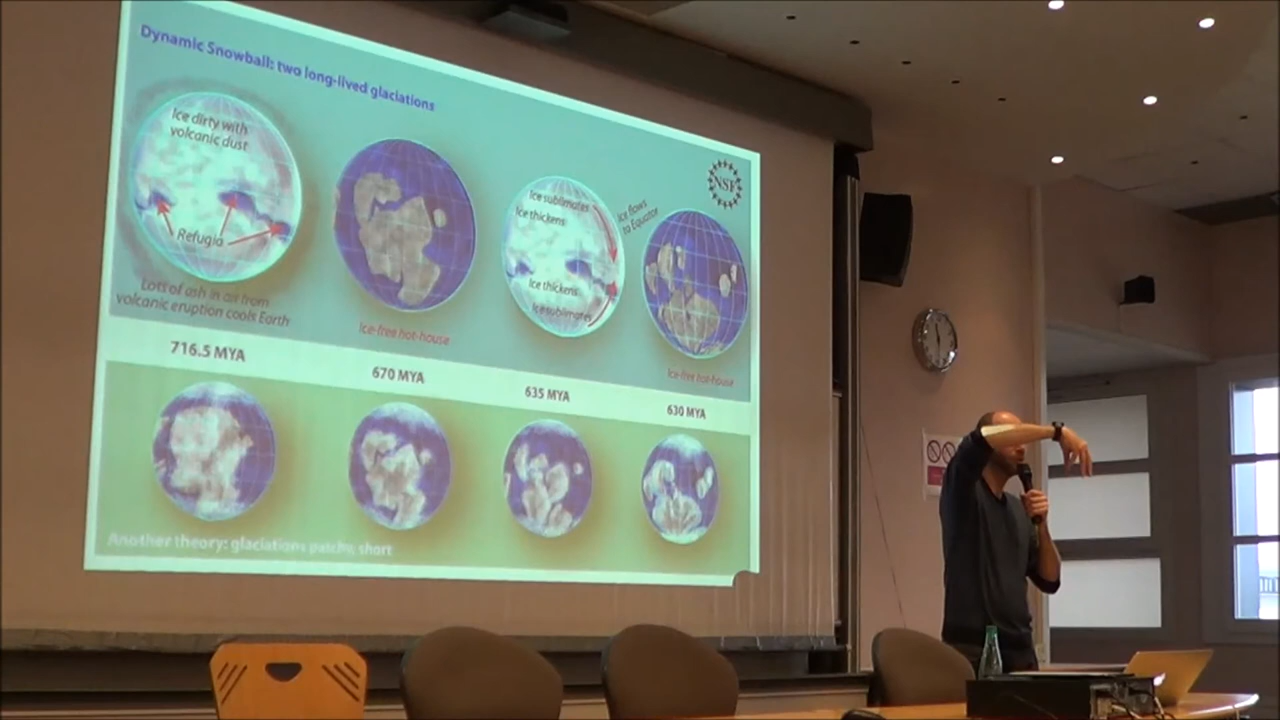 Dynamic Snowball: two long-lived glaciations
Ice dirty with
volcanic dust
Refugia
Lots of ash in air from
volcanic eruption cools Earth
Ice-free hot-house
Ice sublimates
Ice thickens
Ice flows
to Equator
Ice thickens
Ice sublimates
NSF
Ice-free hot-house
716.5 MYA
670 MYA
635 MYA
630 MYA
Another theory: glaciations patchy, short